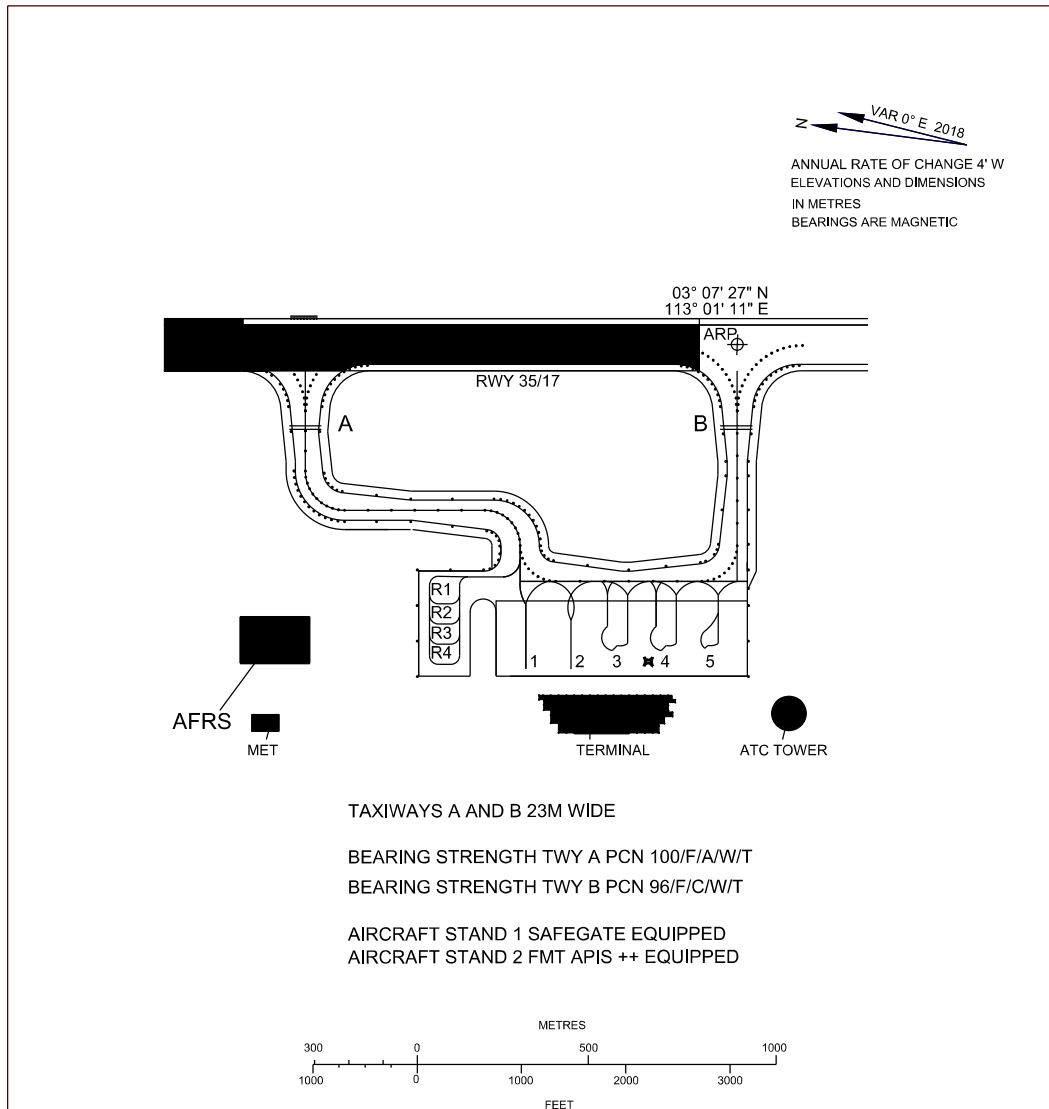 N
VAR 0° E 2018
ANNUAL RATE OF CHANGE 4' W
ELEVATIONS AND DIMENSIONS
IN METRES
BEARINGS ARE MAGNETIC
03° 07' 27" N
113° 01' 11" E
ARP
RWY 35/17
A
B
R1
R2
R3
R4
1 2 3 4 5
AFRS
MET
TERMINAL
ATC TOWER
TAXIWAYS A AND B 23M WIDE
BEARING STRENGTH TWY A PCN 100/F/A/W/T
BEARING STRENGTH TWY B PCN 96/F/C/W/T
AIRCRAFT STAND 1 SAFEGATE EQUIPPED
AIRCRAFT STAND 2 FMT APIS ++ EQUIPPED
METRES
300 0 500 1000
1000 0 1000 2000 3000
FEET